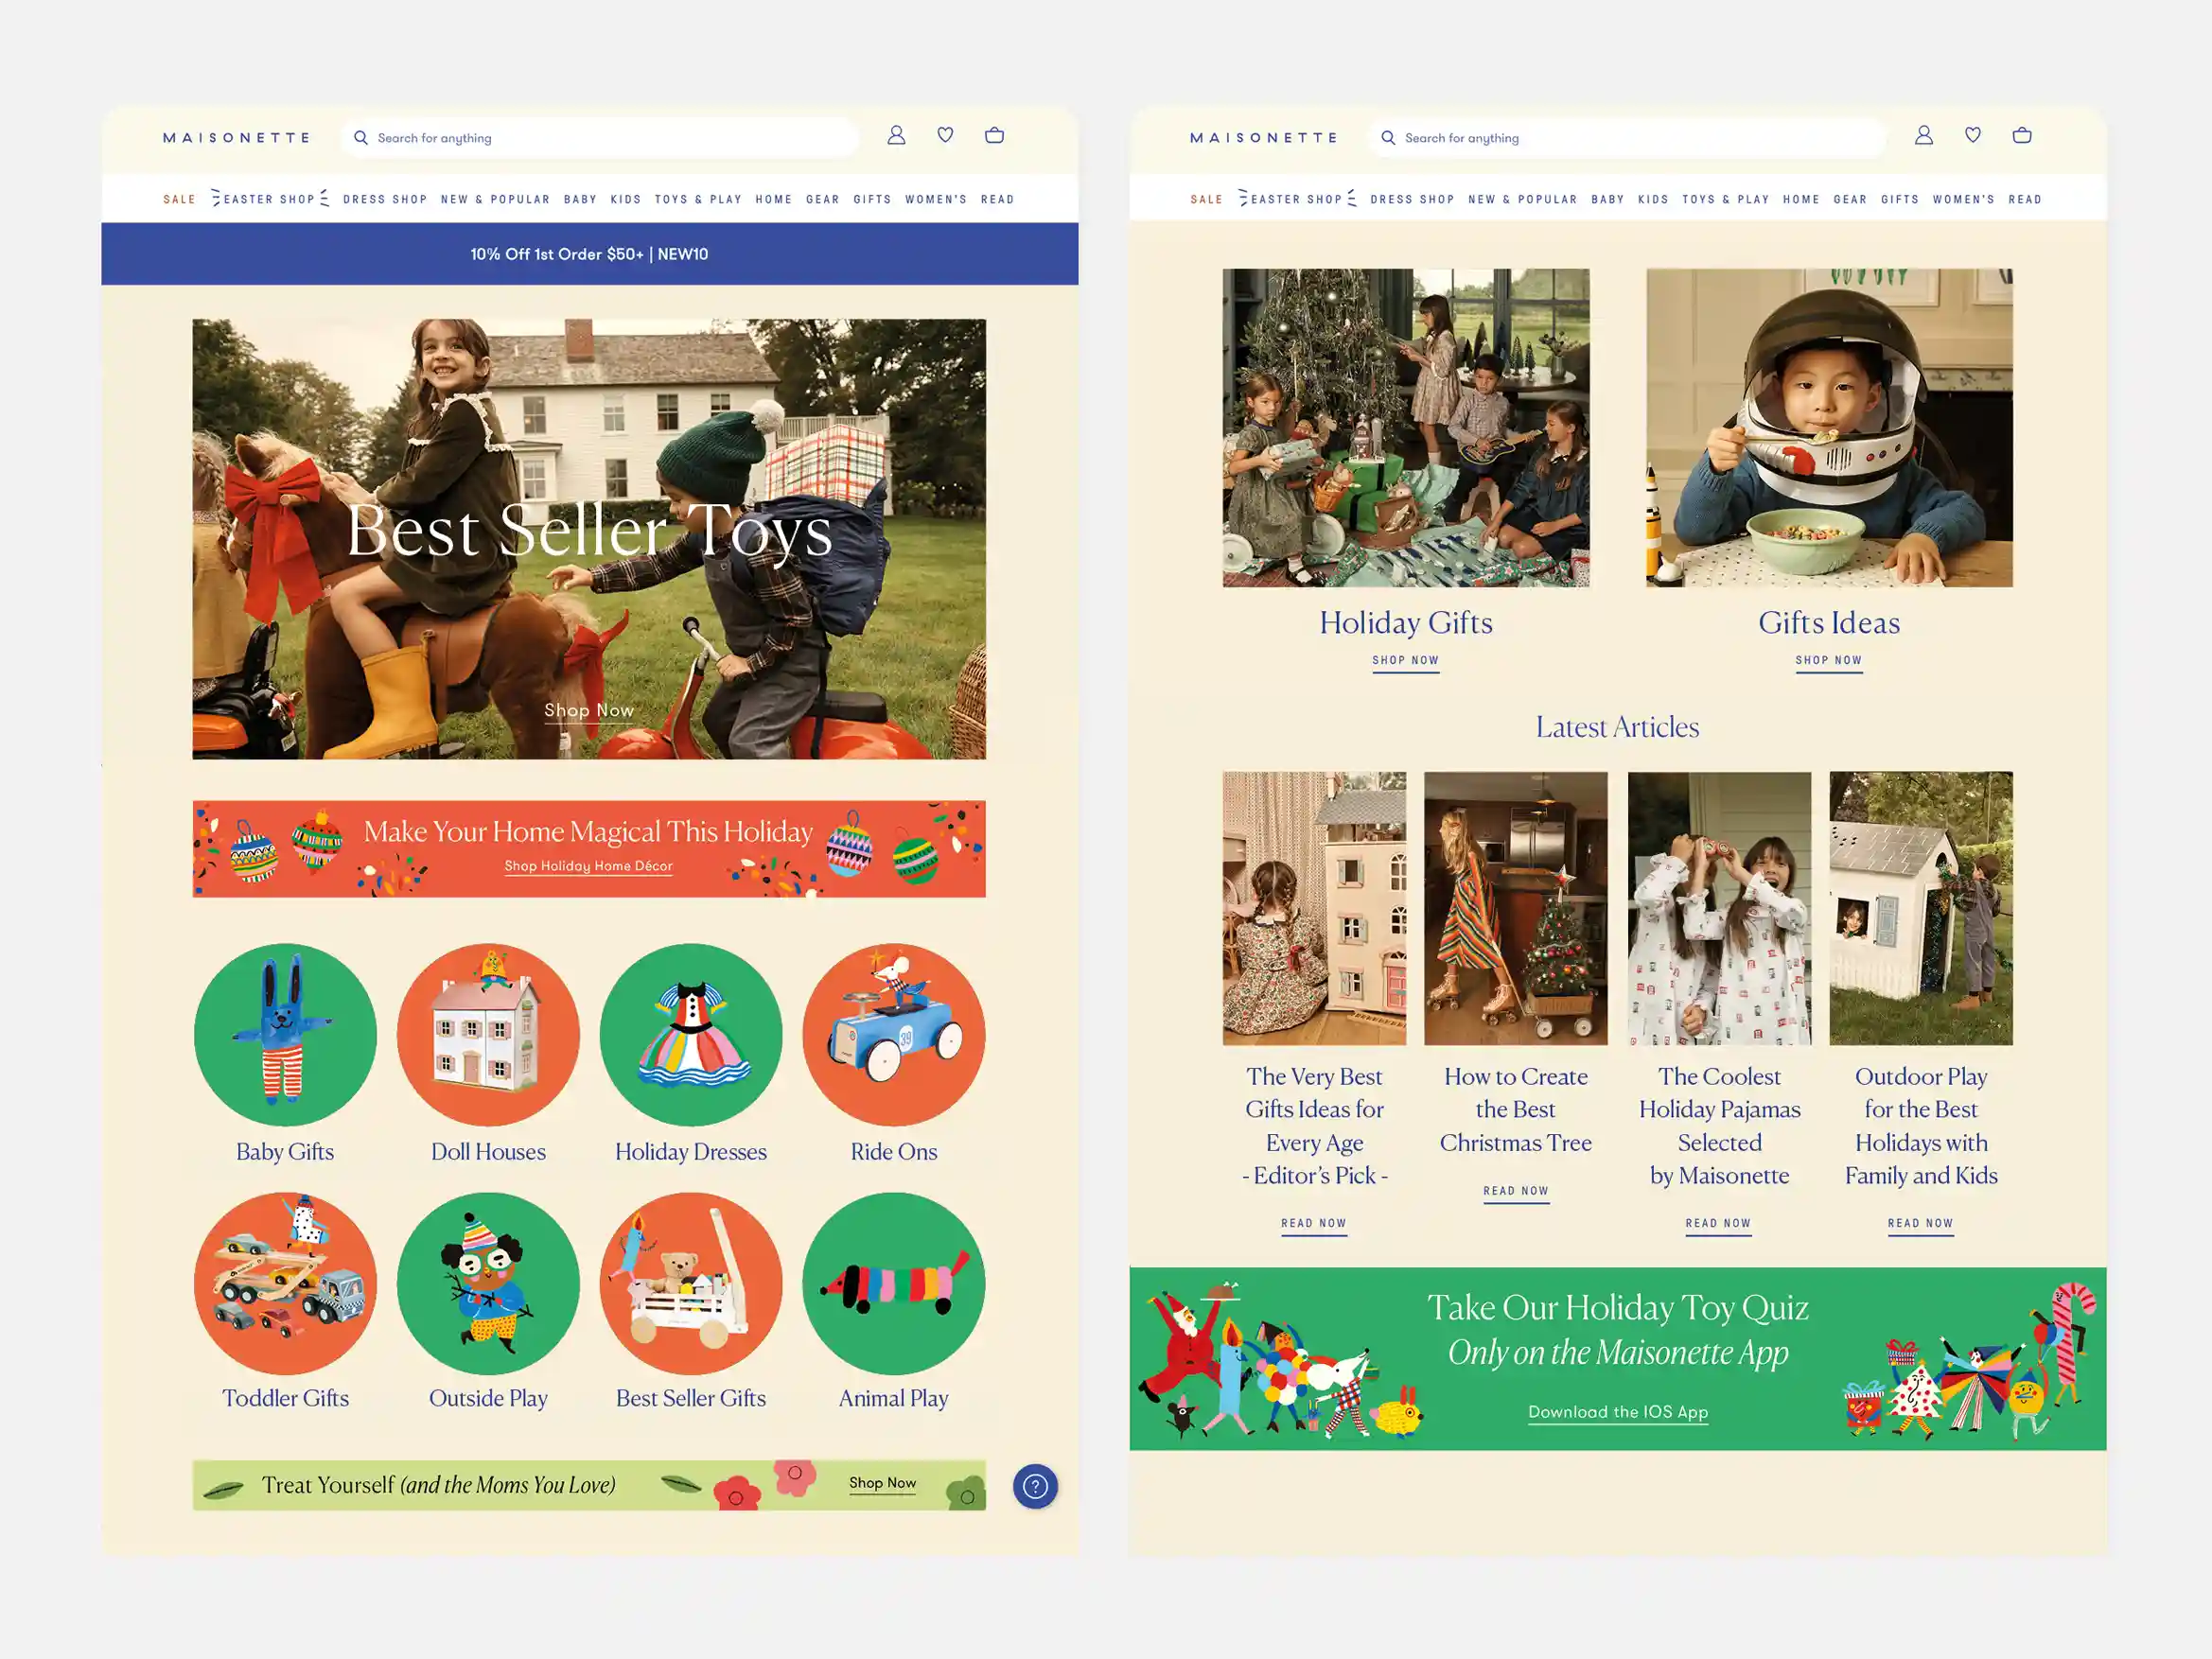 MAISONETTE
Search for anything
SALE EASTER SHOP DRESS SHOP NEW & POPULAR BABY KIDS TOYS & PLAY HOME GEAR GIFTS WOMEN'S READ
10% Off 1st Order $50+ | NEW10
Best Seller Toys
Shop Now
Make Your Home Magical This Holiday
Shop Holiday Home Décor
39
Baby Gifts
Doll Houses
Holiday Dresses
Ride Ons
Toddler Gifts
Outside Play
Best Seller Gifts
Animal Play
Treat Yourself (and the Moms You Love)
Shop Now
?
MAISONETTE
Search for anything
SALE EASTER SHOP DRESS SHOP NEW & POPULAR BABY KIDS TOYS & PLAY HOME GEAR GIFTS WOMEN'S READ
Holiday Gifts
SHOP NOW
Gifts Ideas
SHOP NOW
Latest Articles
The Very Best
Gifts Ideas for
Every Age
- Editor's Pick -
READ NOW
How to Create
the Best
Christmas Tree
READ NOW
The Coolest
Holiday Pajamas
Selected
by Maisonette
READ NOW
Outdoor Play
for the Best
Holidays with
Family and Kids
READ NOW
Take Our Holiday Toy Quiz
Only on the Maisonette App
Download the IOS App